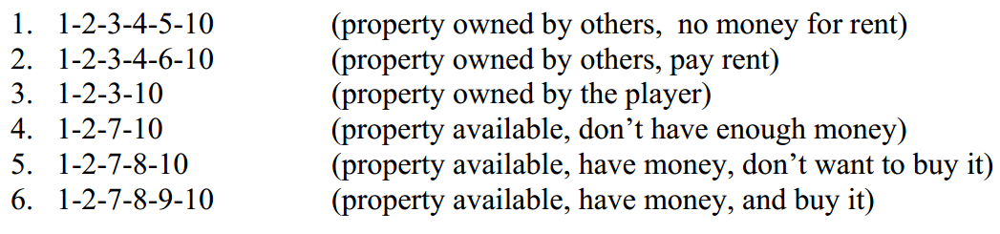 1. 1-2-3-4-5-10 (property owned by others, no money for rent)
2. 1-2-3-4-6-10 (property owned by others, pay rent)
3. 1-2-3-10 (property owned by the player)
4. 1-2-7-10 (property available, don’t have enough money)
5. 1-2-7-8-10 (property available, have money, don’t want to buy it)
6. 1-2-7-8-9-10 (property available, have money, and buy it)